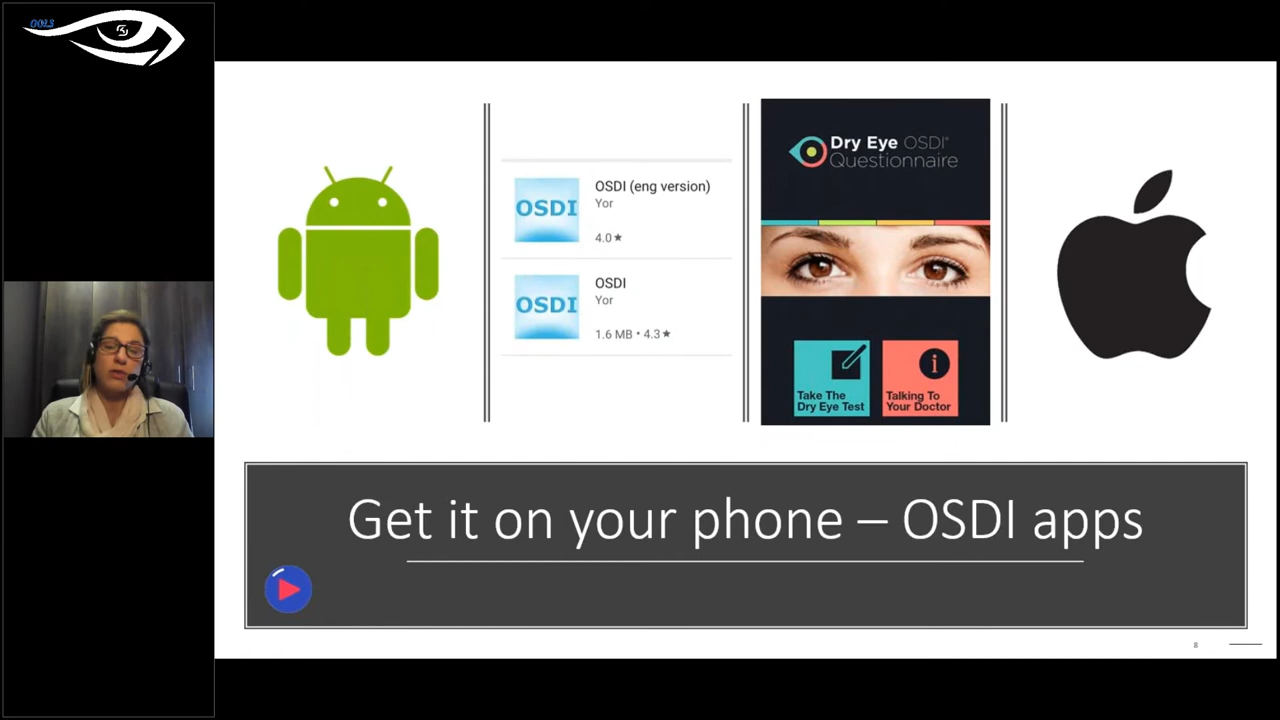 OOLS
OSDI
OSDI (eng version)
Yor
4.0★
OSDI
OSDI
Yor
1.6 MB • 4.3★
Dry Eye OSDI®
Questionnaire
Take The
Dry Eye Test
Talking To
Your Doctor
Get it on your phone – OSDI apps
8